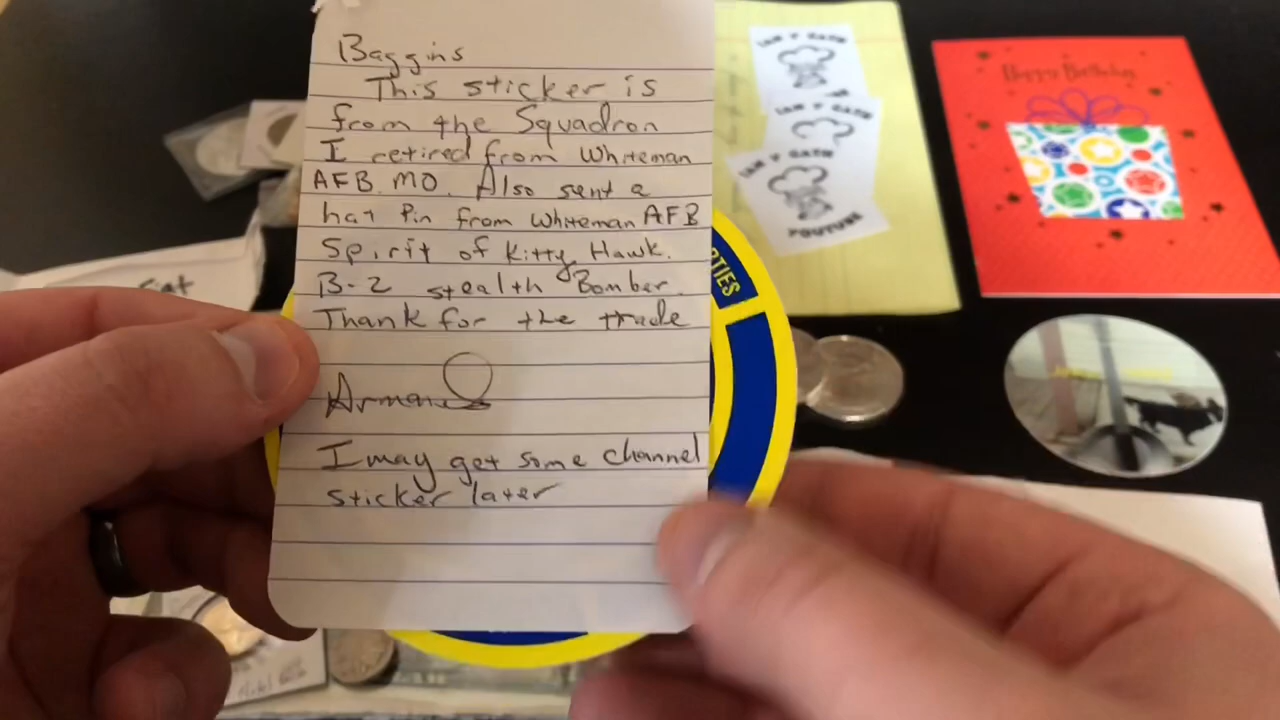 Baggins
This sticker is
from the Squadron
I retired from Whiteman
AFB. MO. Also sent a
hat Pin from Whiteman AFB
Spirit of Kitty Hawk.
B-2 stealth Bomber.
Thank for the trade
Arman
I may get some channel
sticker later
RTIES
Happy Birthday
YOUTUBE